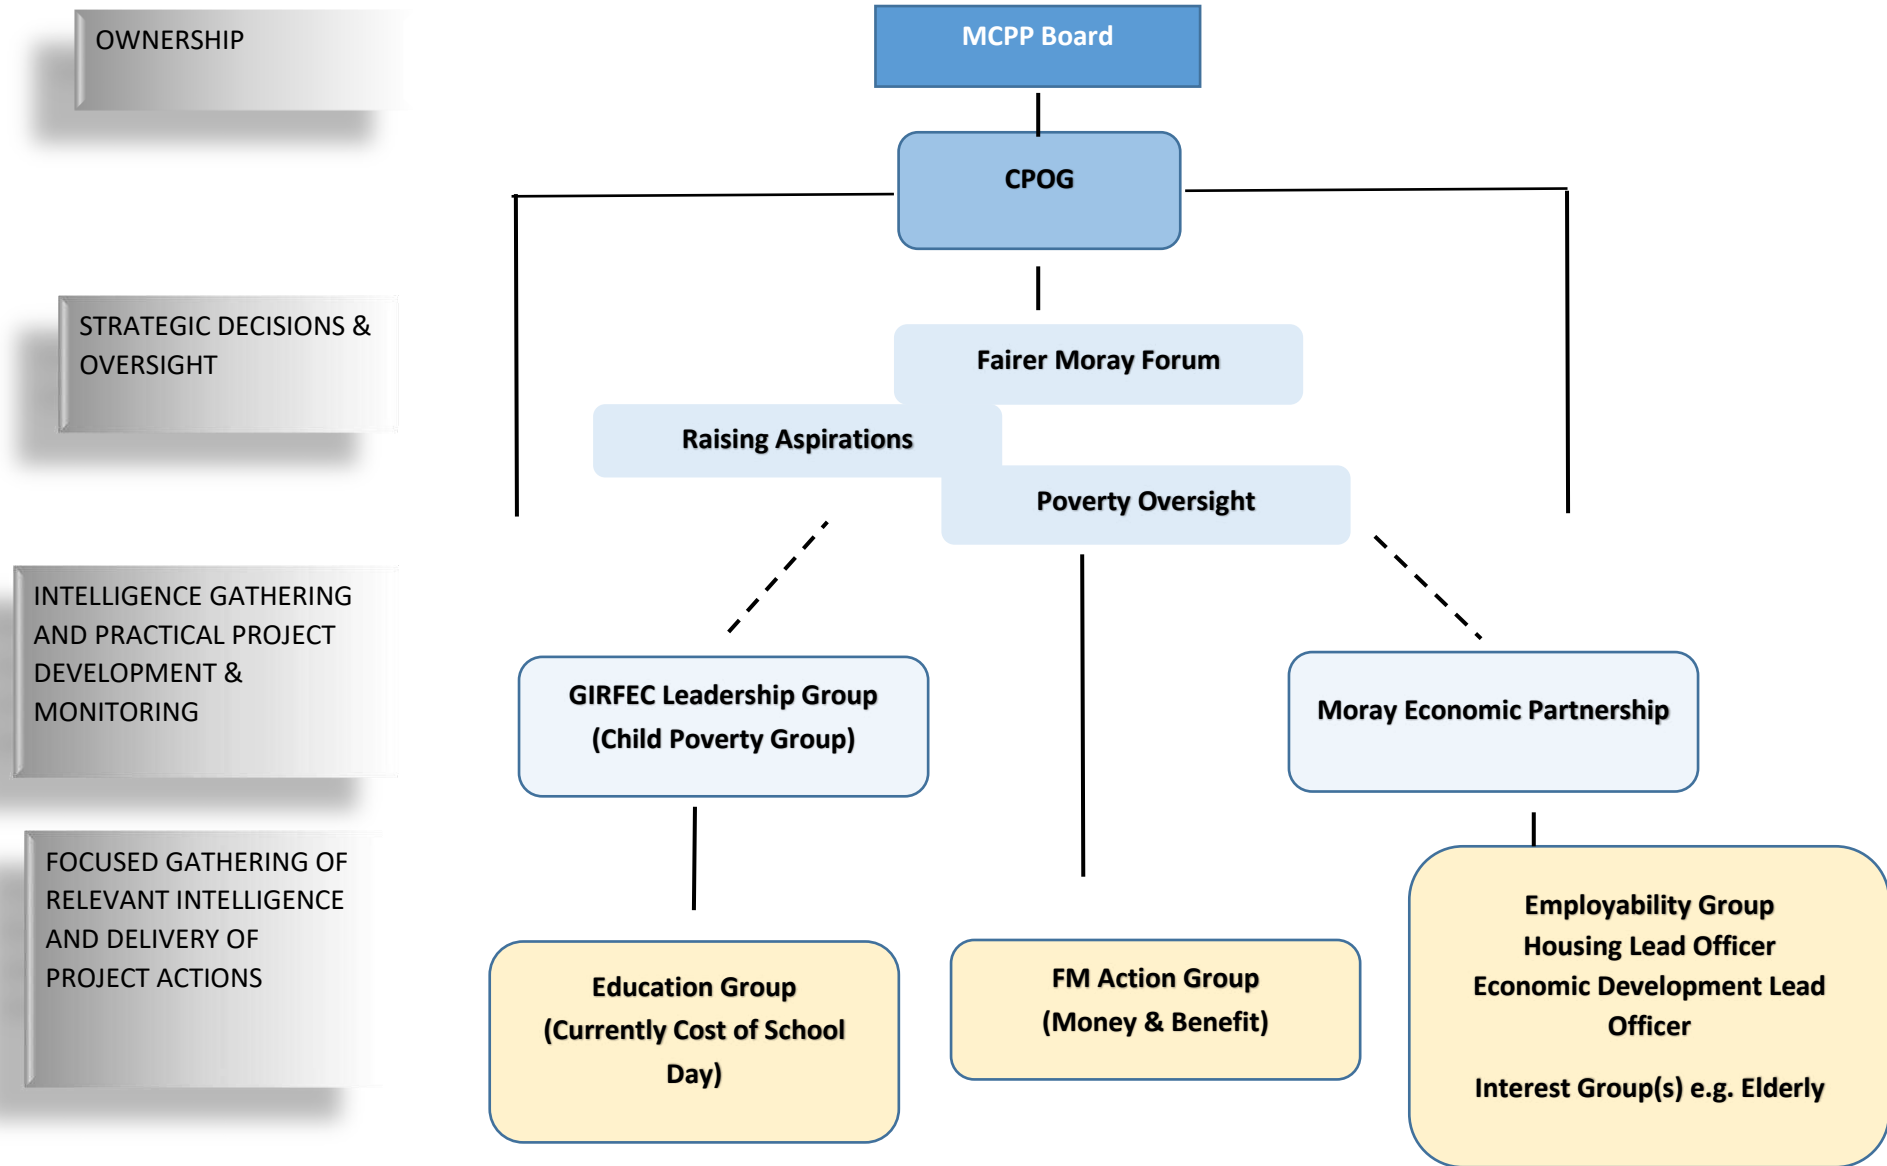 OWNERSHIP
MCPP Board
CPOG
STRATEGIC DECISIONS &
OVERSIGHT
Fairer Moray Forum
Raising Aspirations
Poverty Oversight
INTELLIGENCE GATHERING
AND PRACTICAL PROJECT
DEVELOPMENT &
MONITORING
GIRFEC Leadership Group
(Child Poverty Group)
Moray Economic Partnership
FOCUSED GATHERING OF
RELEVANT INTELLIGENCE
AND DELIVERY OF
PROJECT ACTIONS
Education Group
(Currently Cost of School
Day)
FM Action Group
(Money & Benefit)
Employability Group
Housing Lead Officer
Economic Development Lead
Officer
Interest Group(s) e.g. Elderly